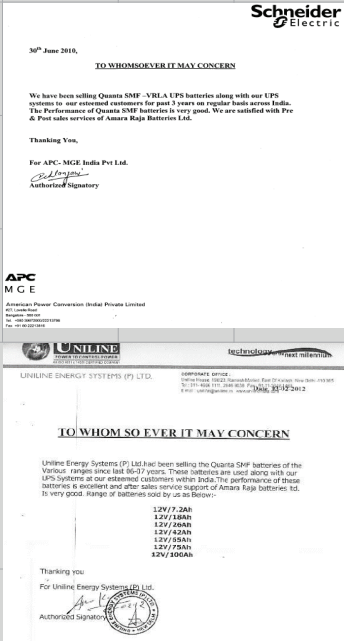 Schneider
Electric
30th June 2010,
TO WHOMSOEVER IT MAY CONCERN
We have been selling Quanta SMF –VRLA UPS batteries along with our UPS
systems to our esteemed customers for past 3 years on regular basis across India.
The Performance of Quanta SMF batteries is very good. We are satisfied with Pre
& Post sales services of Amara Raja Batteries Ltd.
Thanking You,
For APC- MGE India Pvt Ltd.
Authorized Signatory
APC
MGE
American Power Conversion (India) Private Limited
UNILINE
POWER TO CONTROL POWER
technology next millennium
UNILINE ENERGY SYSTEMS (P) LTD.
CORPORATE OFFICE :
TO WHOM SO EVER IT MAY CONCERN
Uniline Energy Systems (P) Ltd.had been selling the Quanta SMF batteries of the
Various ranges since last 06-07 years. These batteries are used along with our
UPS Systems at our esteemed customers within India.The performance of these
batteries is excellent and after sales service support of Amara Raja batteries ltd.
Is very good. Range of batteries sold by us as Below:-
12V/7.2Ah
12V/18Ah
12V/26Ah
12V/42Ah
12V/65Ah
12V/75Ah
12V/100Ah
Thanking you
For Uniline Energy Systems (P) Ltd.
Authorized Signatory